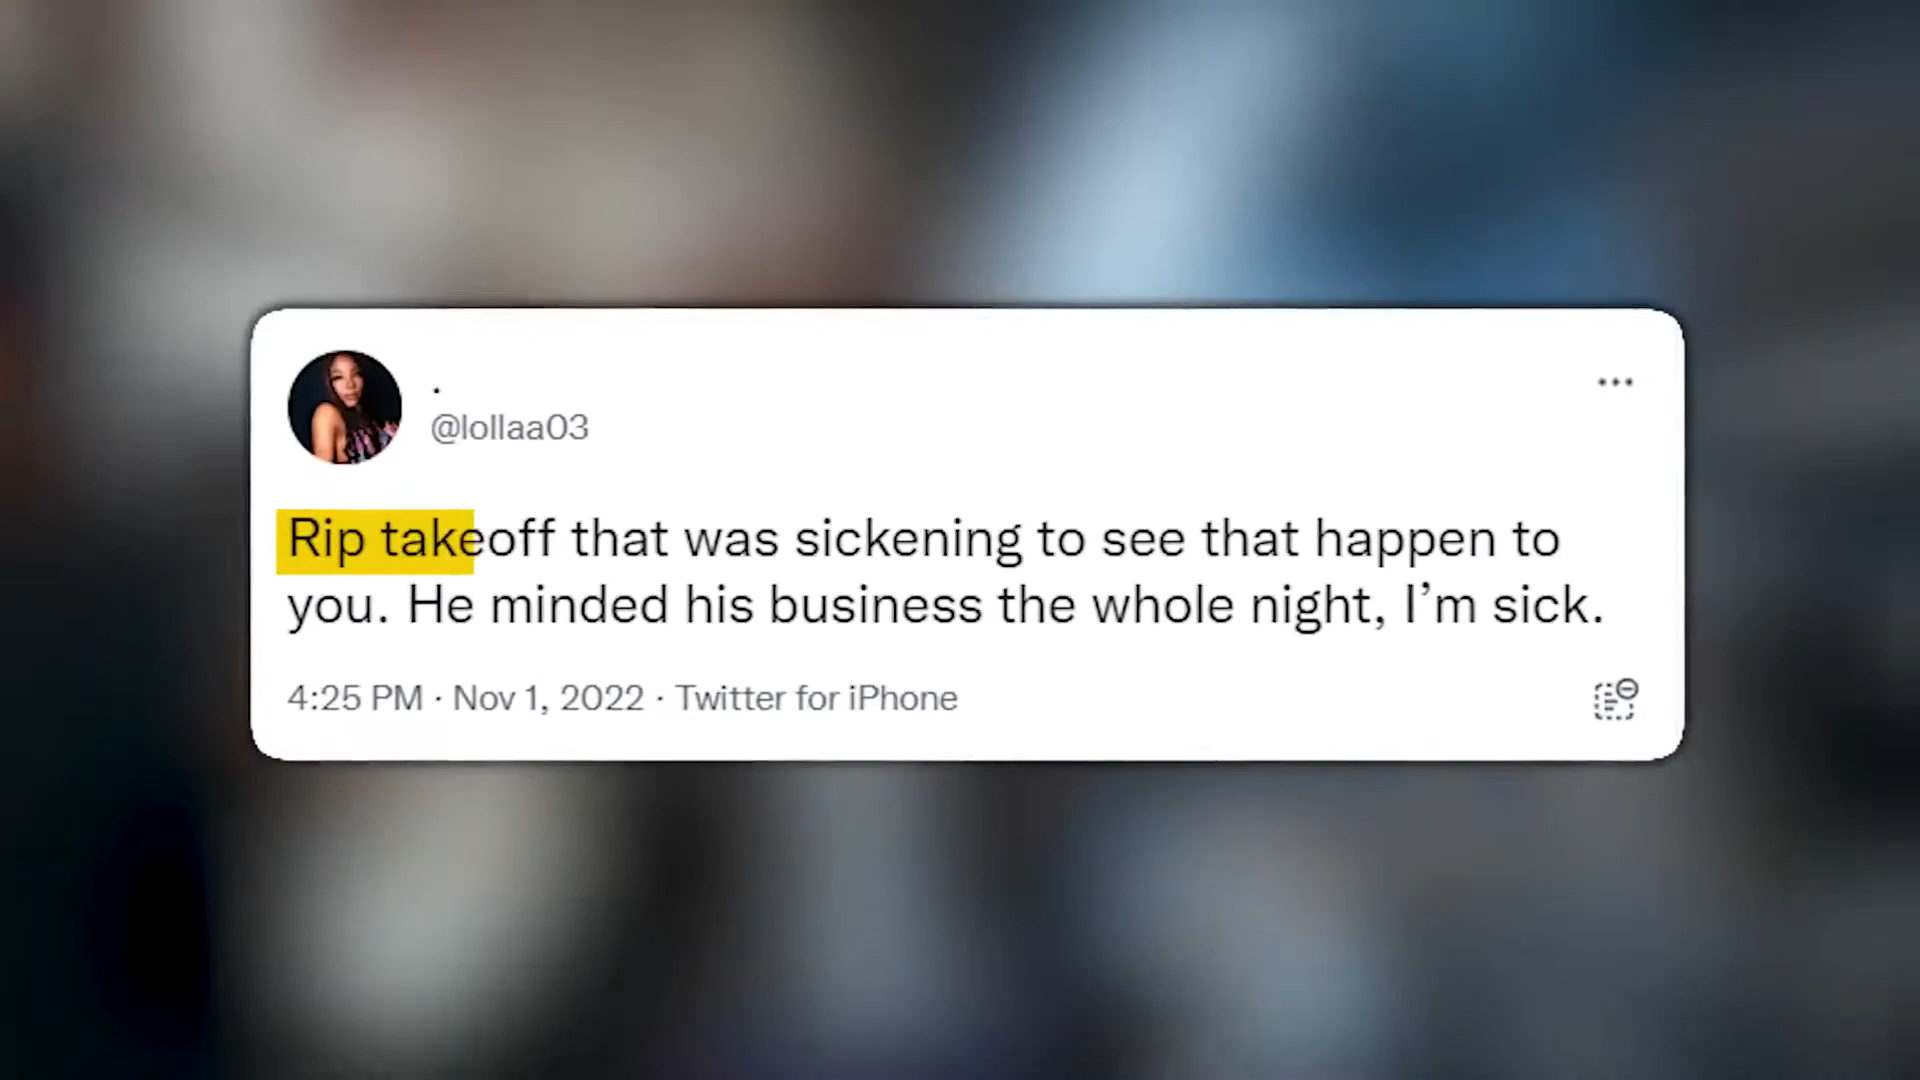 .
@lollaa03
Rip takeoff that was sickening to see that happen to
you. He minded his business the whole night, I’m sick.
4:25 PM · Nov 1, 2022 · Twitter for iPhone